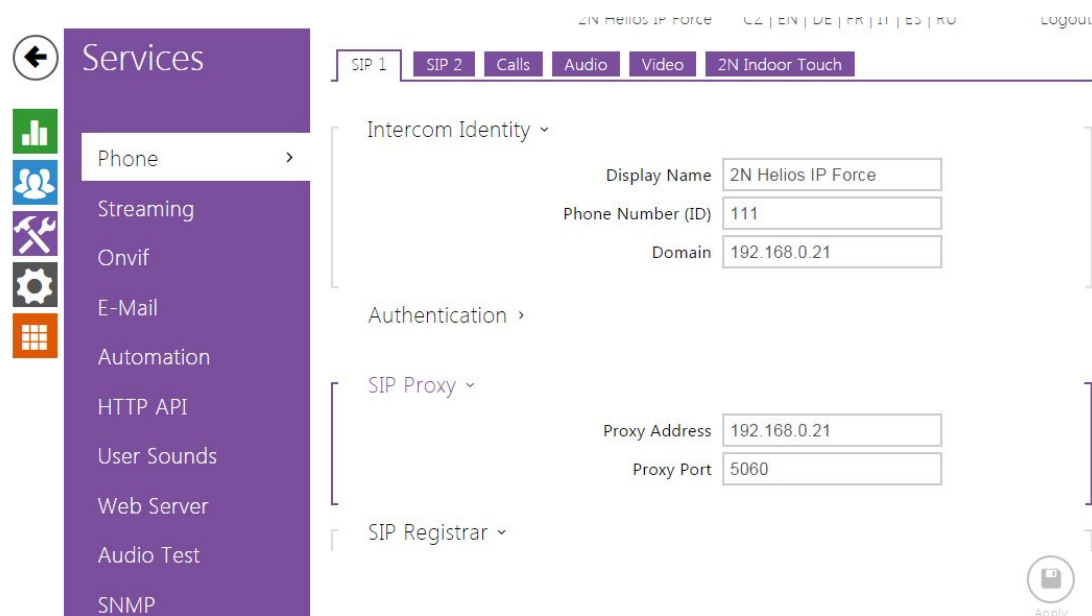 2N Helios IP Force CZ | EN | DE | FR | IT | ES | RU Logout
Services
SIP 1 SIP 2 Calls Audio Video 2N Indoor Touch
Intercom Identity
Phone
Display Name 2N Helios IP Force
Streaming
Phone Number (ID) 111
Onvif
Domain 192.168.0.21
E-Mail
Authentication
Automation
SIP Proxy
HTTP API
Proxy Address 192.168.0.21
User Sounds
Proxy Port 5060
Web Server
SIP Registrar
Audio Test
SNMP
Apply